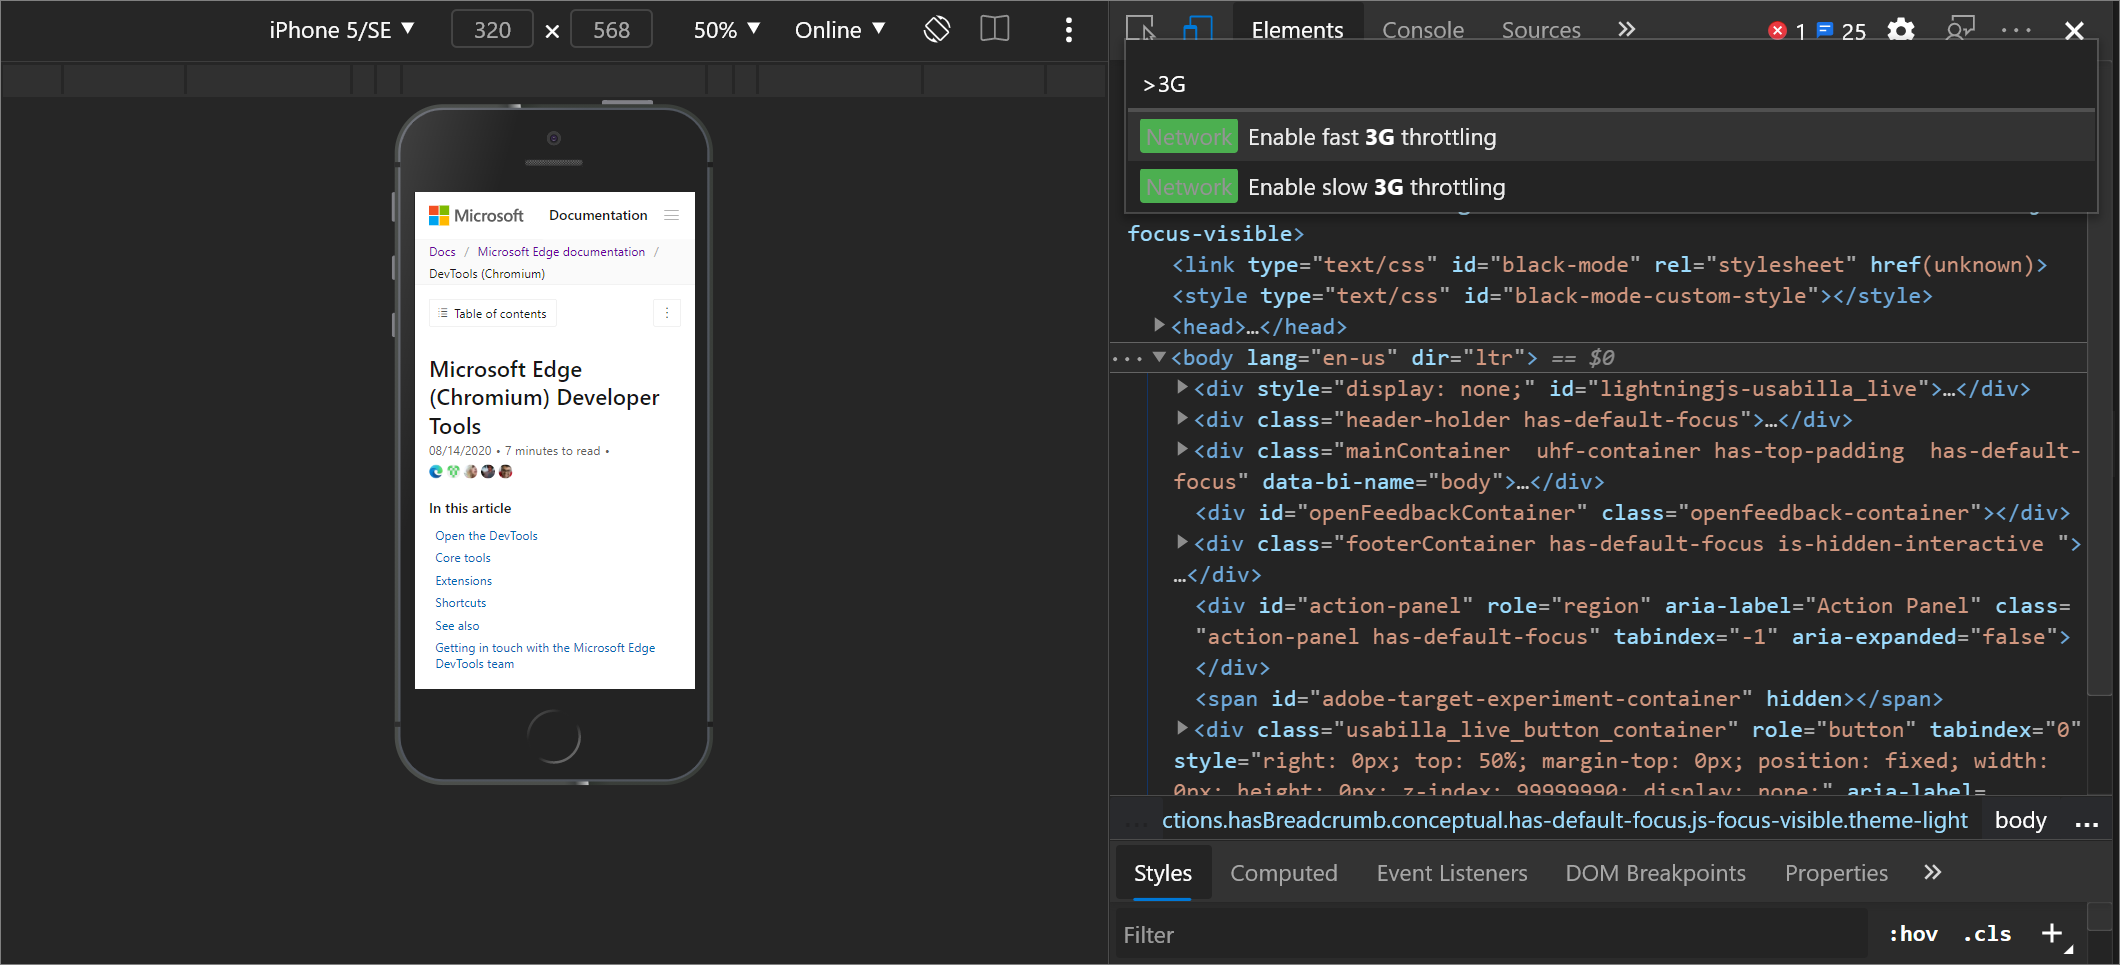 iPhone 5/SE ▼ 320 × 568 50% ▼ Online ▼
Elements Console Sources » 1 25
>3G
Network Enable fast 3G throttling
Network Enable slow 3G throttling
focus-visible>
<link type="text/css" id="black-mode" rel="stylesheet" href(unknown)>
<style type="text/css" id="black-mode-custom-style"></style>
<head>…</head>
<body lang="en-us" dir="ltr"> == $0
<div style="display: none;" id="lightningjs-usabilla_live">…</div>
<div class="header-holder has-default-focus">…</div>
<div class="mainContainer  uhf-container has-top-padding  has-default-
focus" data-bi-name="body">…</div>
<div id="openFeedbackContainer" class="openfeedback-container"></div>
<div class="footerContainer has-default-focus is-hidden-interactive ">
…</div>
<div id="action-panel" role="region" aria-label="Action Panel" class=
"action-panel has-default-focus" tabindex="-1" aria-expanded="false">
</div>
<span id="adobe-target-experiment-container" hidden></span>
<div class="usabilla_live_button_container" role="button" tabindex="0"
style="right: 0px; top: 50%; margin-top: 0px; position: fixed; width:
0px; height: 0px; z-index: 99999990; display: none;" aria-label=
... ctions.hasBreadcrumb.conceptual.has-default-focus.js-focus-visible.theme-light body ...
Styles Computed Event Listeners DOM Breakpoints Properties »
Filter :hov .cls +
Microsoft Documentation
Docs / Microsoft Edge documentation /
DevTools (Chromium)
Table of contents
Microsoft Edge
(Chromium) Developer
Tools
08/14/2020 • 7 minutes to read •
In this article
Open the DevTools
Core tools
Extensions
Shortcuts
See also
Getting in touch with the Microsoft Edge
DevTools team